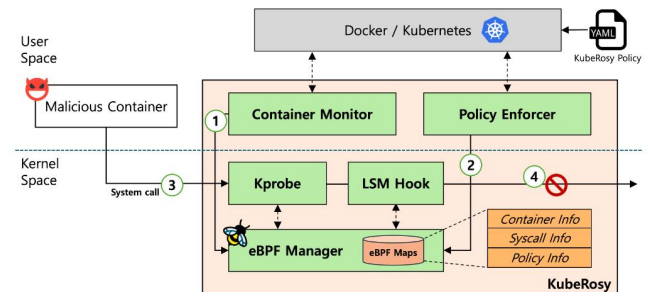 User
Space
Docker / Kubernetes
YAML
KubeRosy Policy
Malicious Container
1
Container Monitor
Policy Enforcer
Kernel
Space
2
System call
3
Kprobe
LSM Hook
4
eBPF Manager
eBPF Maps
Container Info
Syscall Info
Policy Info
KubeRosy